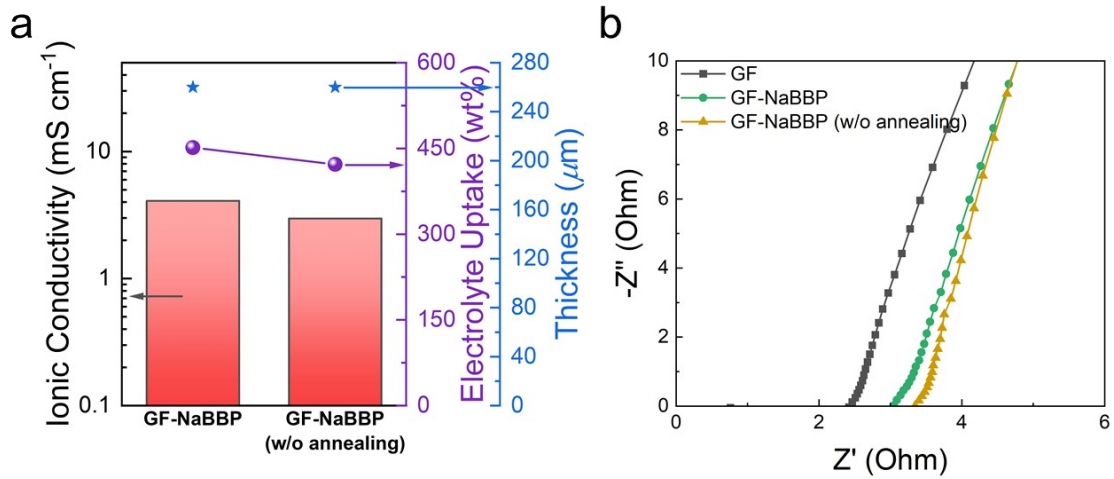 a
Ionic Conductivity (mS cm⁻¹)
10
1
0.1
GF-NaBBP
GF-NaBBP
(w/o annealing)
600
450
300
150
0
Electrolyte Uptake (wt%)
280
240
200
160
120
80
40
0
Thickness (μm)
b
-Z" (Ohm)
10
8
6
4
2
0
GF
GF-NaBBP
GF-NaBBP (w/o annealing)
0 2 4 6
Z' (Ohm)